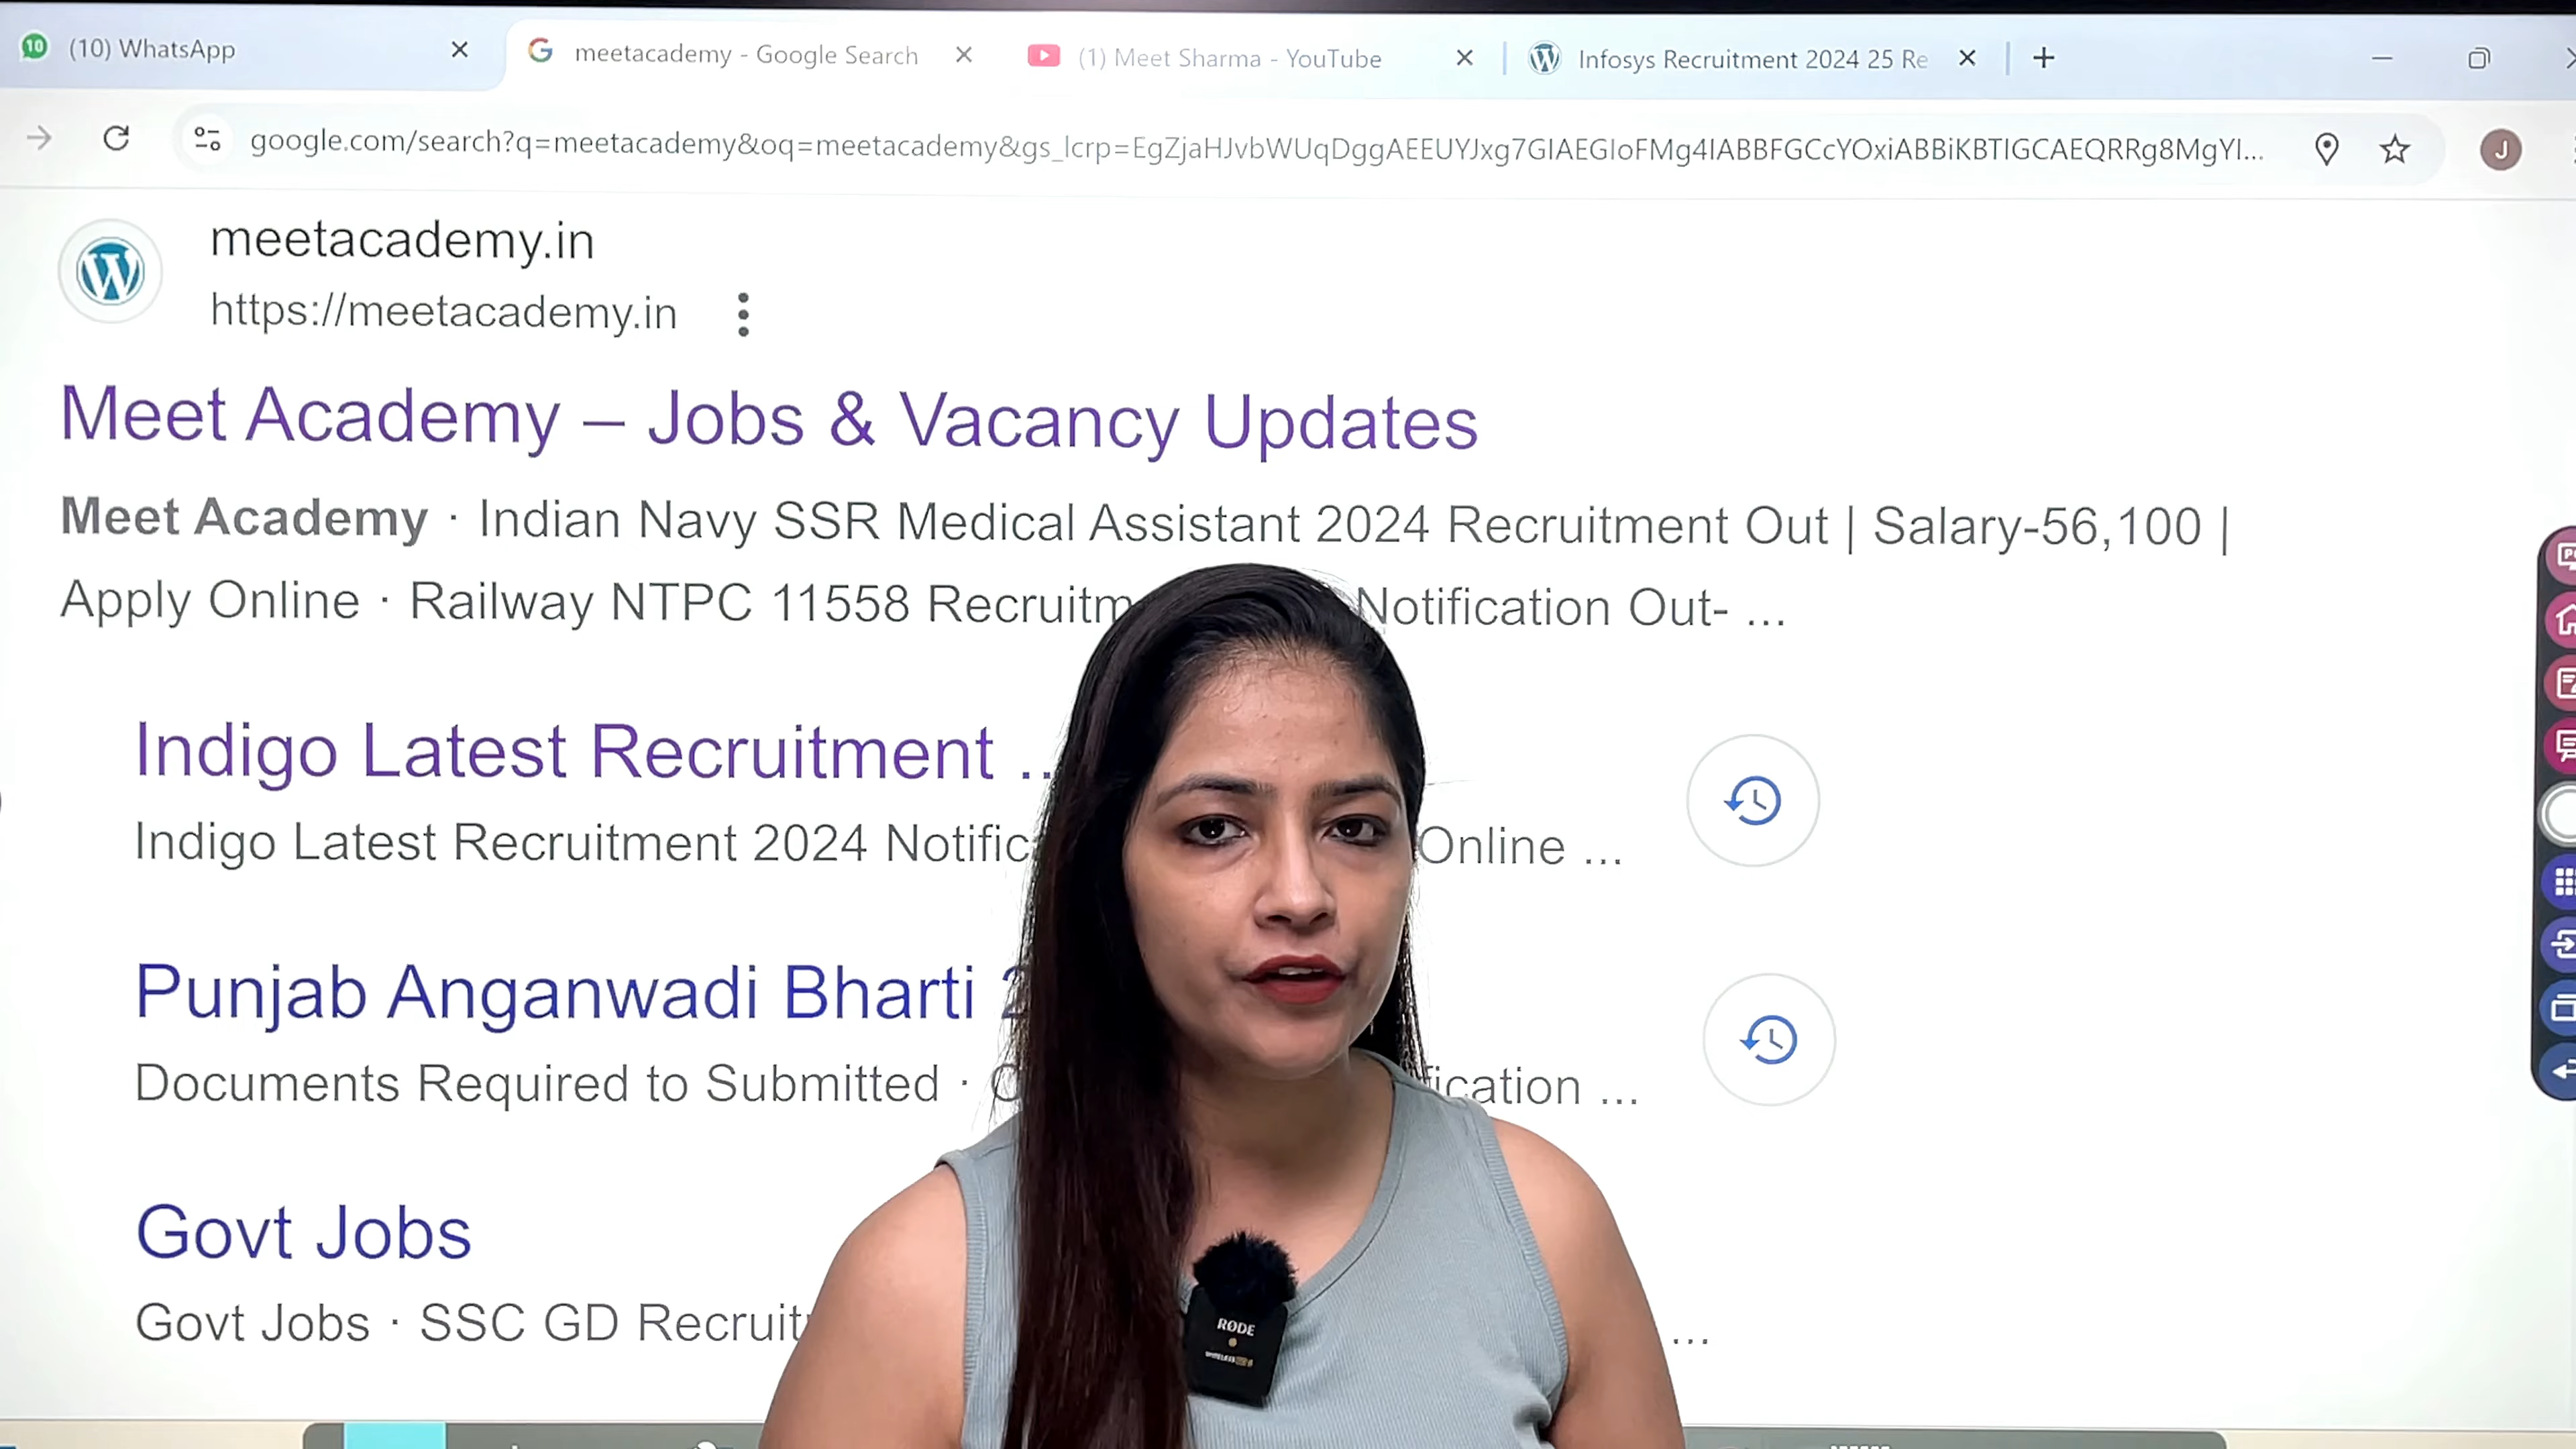 10
(10) WhatsApp
meetacademy - Google Search
(1) Meet Sharma - YouTube
Infosys Recruitment 2024 25 Re
google.com/search?q=meetacademy&oq=meetacademy&gs_lcrp=
J
meetacademy.in
https://meetacademy.in
Meet Academy – Jobs & Vacancy Updates
Meet Academy · Indian Navy SSR Medical Assistant 2024 Recruitment Out | Salary-56,100 |
Apply Online · Railway NTPC 11558 Recruitm Notification Out- ...
Indigo Latest Recruitment ..
Indigo Latest Recruitment 2024 Notific Online ...
Punjab Anganwadi Bharti
Documents Required to Submitted · ication ...
Govt Jobs
Govt Jobs · SSC GD Recruit ...
RØDE